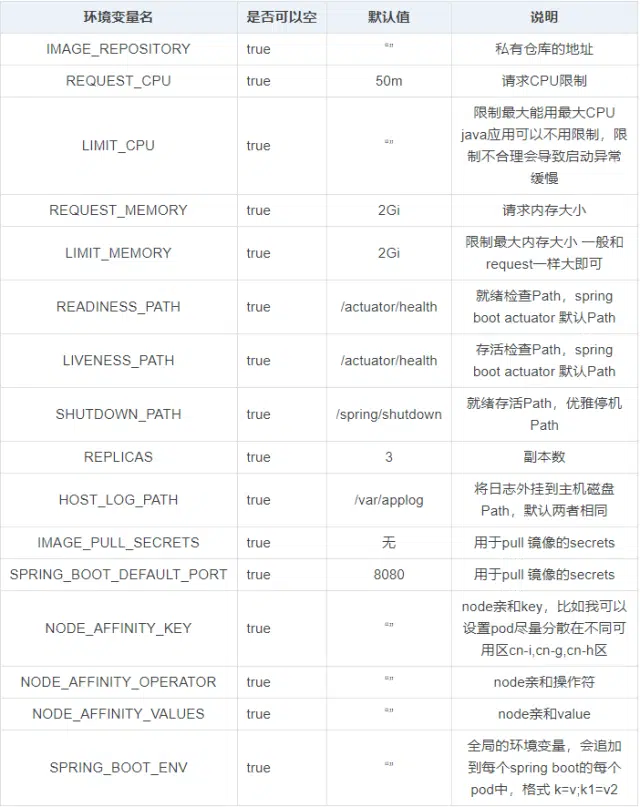 环境变量名 是否可以空 默认值 说明
IMAGE_REPOSITORY true “” 私有仓库的地址
REQUEST_CPU true 50m 请求CPU限制
LIMIT_CPU true “” 限制最大能用最大CPU
java应用可以不用限制，限
制不合理会导致启动异常
缓慢
REQUEST_MEMORY true 2Gi 请求内存大小
LIMIT_MEMORY true 2Gi 限制最大内存大小 一般和
request一样大即可
READINESS_PATH true /actuator/health 就绪检查Path，spring
boot actuator 默认Path
LIVENESS_PATH true /actuator/health 存活检查Path，spring
boot actuator 默认Path
SHUTDOWN_PATH true /spring/shutdown 就绪存活Path，优雅停机
Path
REPLICAS true 3 副本数
HOST_LOG_PATH true /var/applog 将日志外挂到主机磁盘
Path，默认两者相同
IMAGE_PULL_SECRETS true 无 用于pull 镜像的secrets
SPRING_BOOT_DEFAULT_PORT true 8080 用于pull 镜像的secrets
NODE_AFFINITY_KEY true “” node亲和key，比如我可以
设置pod尽量分散在不同可
用区cn-i,cn-g,cn-h区
NODE_AFFINITY_OPERATOR true “” node亲和操作符
NODE_AFFINITY_VALUES true “” node亲和value
SPRING_BOOT_ENV true “” 全局的环境变量，会追加
到每个spring boot的每个
pod中，格式 k=v;k1=v2